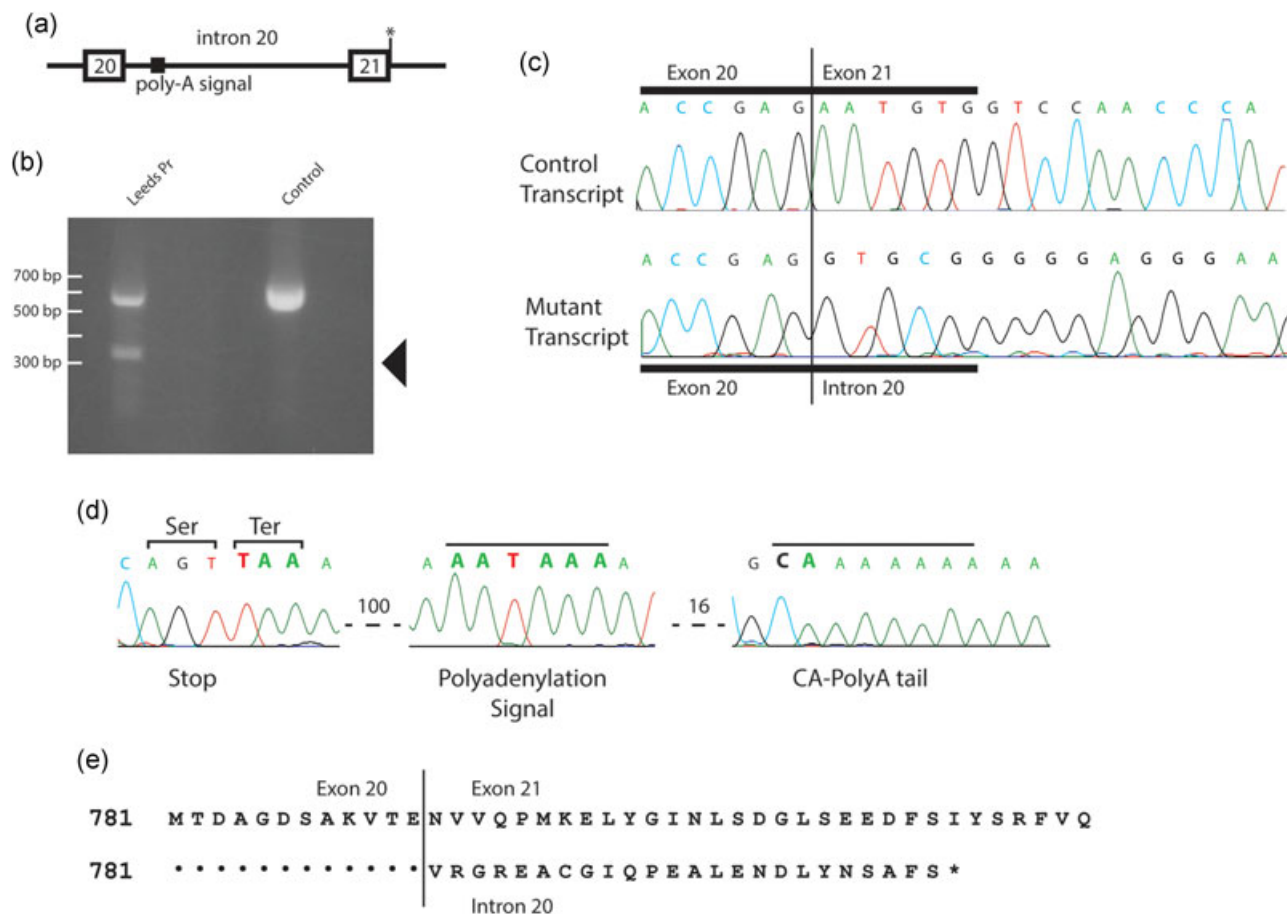 (a)
*
intron 20
20
21
poly-A signal
(b)
Leeds Pr
Control
700 bp
500 bp
300 bp
(c)
Exon 20 Exon 21
A C C G A G A A T G T G G T C C A A C C C A
Control
Transcript
A C C G A G G T G C G G G G G A G G G A A
Mutant
Transcript
Exon 20 Intron 20
(d)
Ser Ter
C A G T T A A A
A A A T A A A A
G C A A A A A A A A A
100
16
Stop
Polyadenylation
Signal
CA-PolyA tail
(e)
Exon 20 Exon 21
781 M T D A G D S A K V T E N V V Q P M K E L Y G I N L S D G L S E E D F S I Y S R F V Q
781 • • • • • • • • • • • • V R G R E A C G I Q P E A L E N D L Y N S A F S *
Intron 20